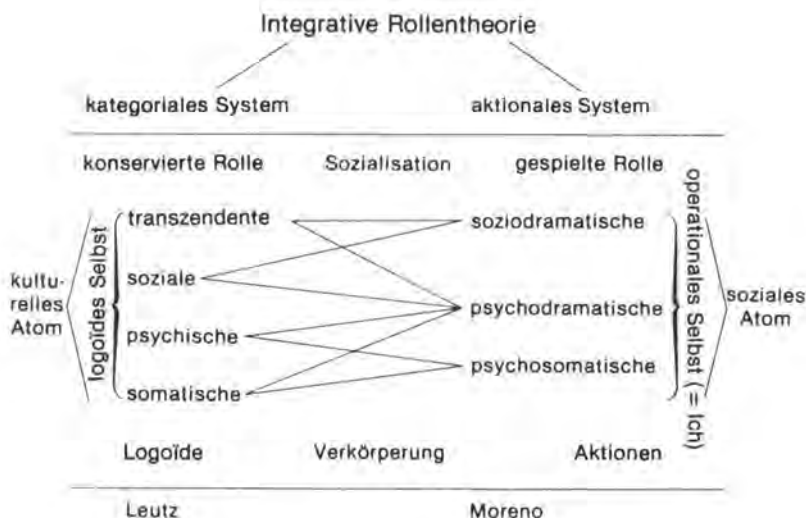 Integrative Rollentheorie
kategoriales System aktionales System
konservierte Rolle Sozialisation gespielte Rolle
kultu-
relles
Atom
logoïdes Selbst
transzendente
soziale
psychische
somatische
soziodramatische
psychodramatische
psychosomatische
operationales Selbst (= Ich)
soziales
Atom
Logoïde Verkörperung Aktionen
Leutz Moreno